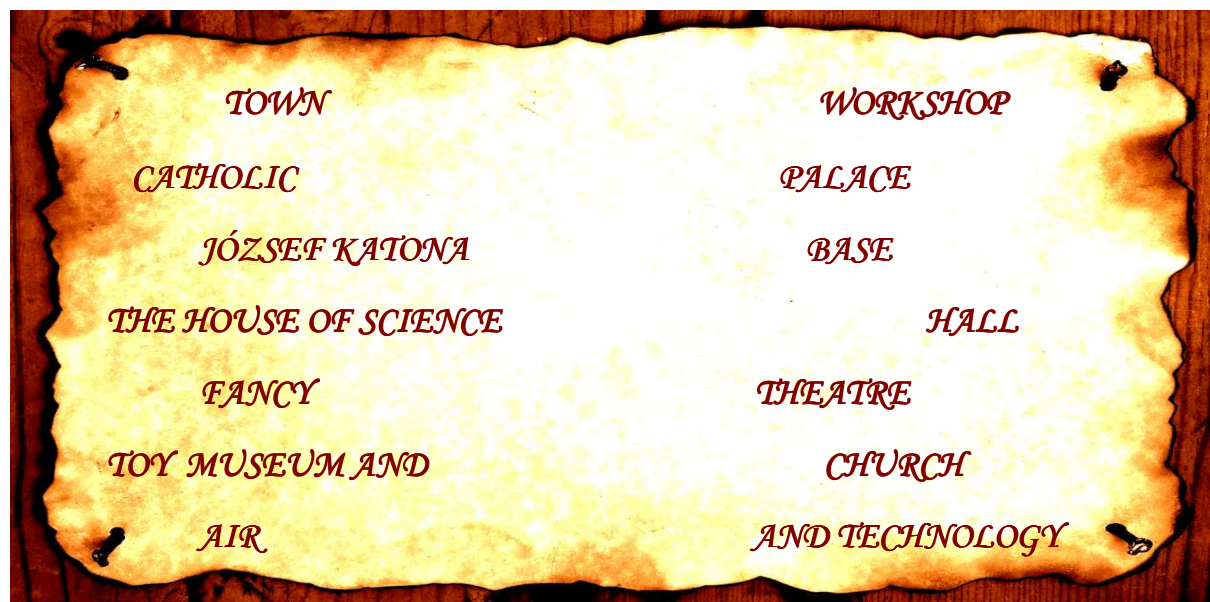 TOWN WORKSHOP
CATHOLIC PALACE
JÓZSEF KATONA BASE
THE HOUSE OF SCIENCE HALL
FANCY THEATRE
TOY MUSEUM AND CHURCH
AIR AND TECHNOLOGY